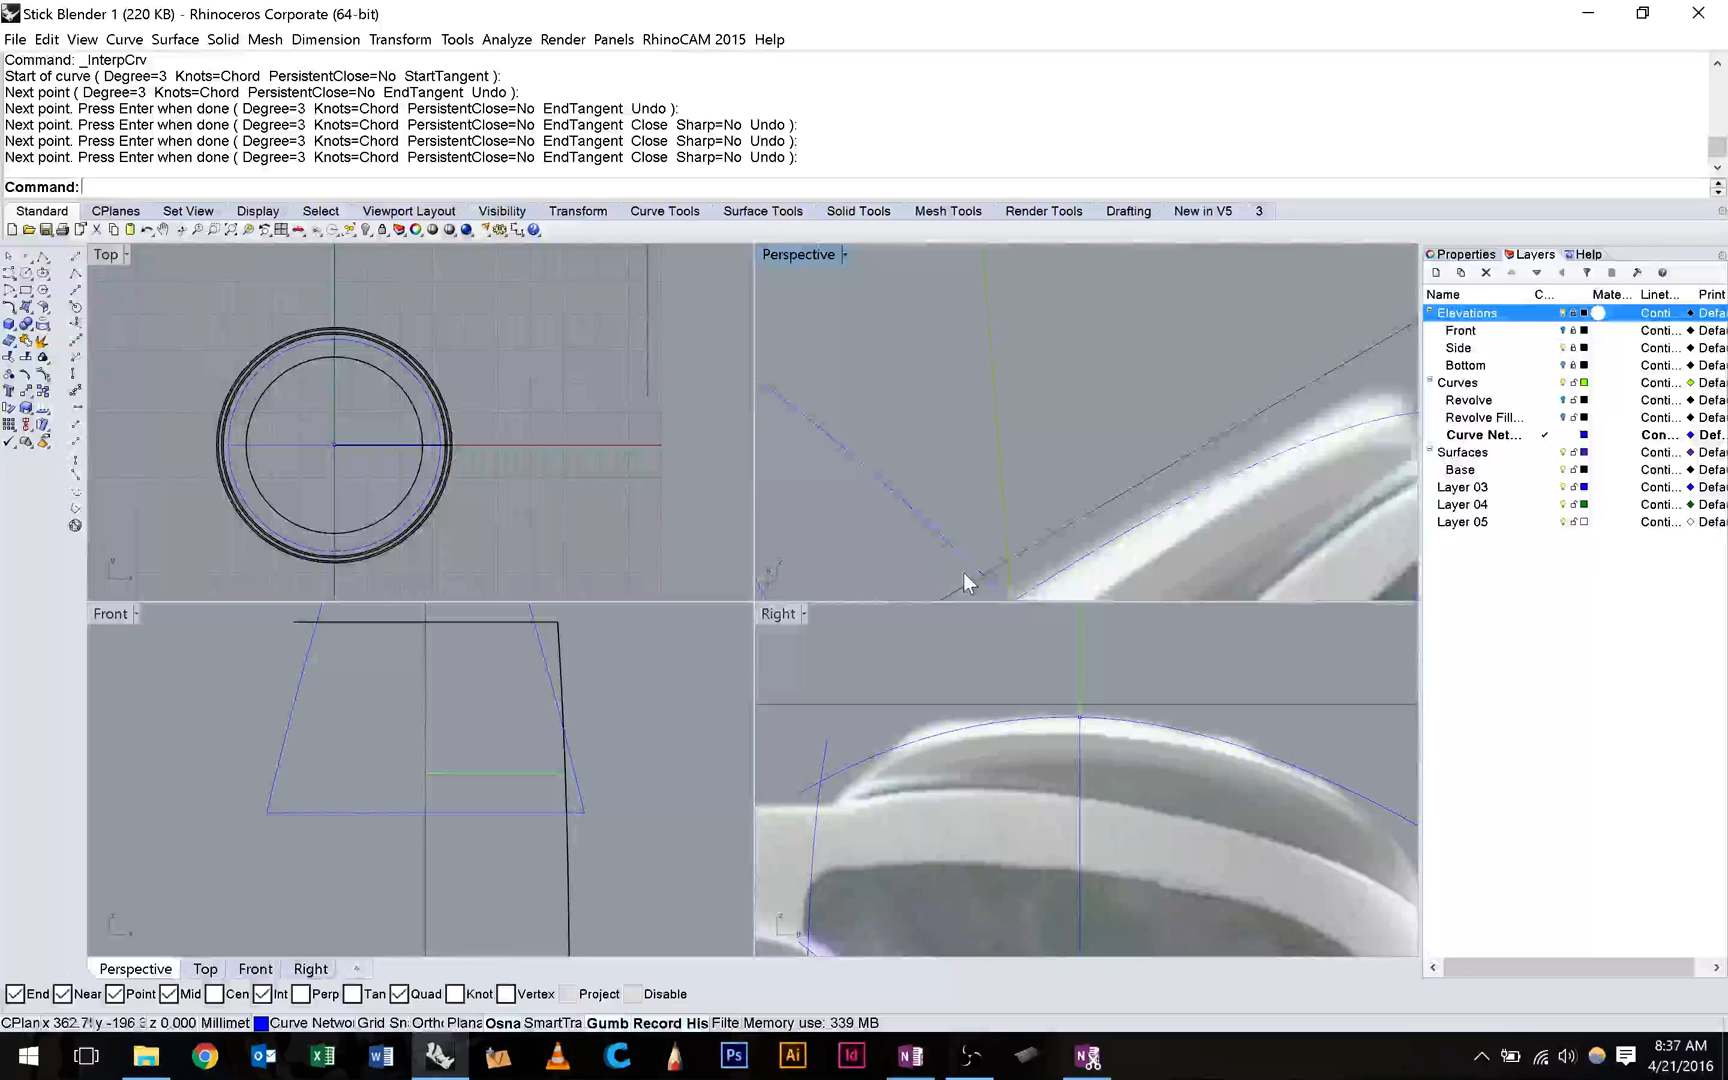 Stick Blender 1 (220 KB) - Rhinoceros Corporate (64-bit)
File Edit View Curve Surface Solid Mesh Dimension Transform Tools Analyze Render Panels RhinoCAM 2015 Help
Command: _InterpCrv
Start of curve ( Degree=3 Knots=Chord PersistentClose=No StartTangent ):
Next point ( Degree=3 Knots=Chord PersistentClose=No EndTangent Undo ):
Next point. Press Enter when done ( Degree=3 Knots=Chord PersistentClose=No EndTangent Undo ):
Next point. Press Enter when done ( Degree=3 Knots=Chord PersistentClose=No EndTangent Close Sharp=No Undo ):
Next point. Press Enter when done ( Degree=3 Knots=Chord PersistentClose=No EndTangent Close Sharp=No Undo ):
Next point. Press Enter when done ( Degree=3 Knots=Chord PersistentClose=No EndTangent Close Sharp=No Undo ):
Command:
Standard CPlanes Set View Display Select Viewport Layout Visibility Transform Curve Tools Surface Tools Solid Tools Mesh Tools Render Tools Drafting New in V5 3
Top
Perspective
Properties Layers Help
Name C... Mate... Linet... Print
Elevations Conti... Defa
Front Conti... Defa
Side Conti... Defa
Bottom Conti... Defa
Curves Conti... Defa
Revolve Conti... Defa
Revolve Fill... Conti... Defa
Curve Net... Con... Def...
Surfaces Conti... Defa
Base Conti... Defa
Layer 03 Conti... Defa
Layer 04 Conti... Defa
Layer 05 Conti... Defa
Front
Right
Perspective Top Front Right
End Near Point Mid Cen Int Perp Tan Quad Knot Vertex Project Disable
CPlan x 362.7 y -196.3 z 0.000 Millimet Curve Netwo Grid Sn Ortho Plana Osna SmartTra Gumb Record His Filte Memory use: 339 MB
Ps Ai Id
8:37 AM
4/21/2016